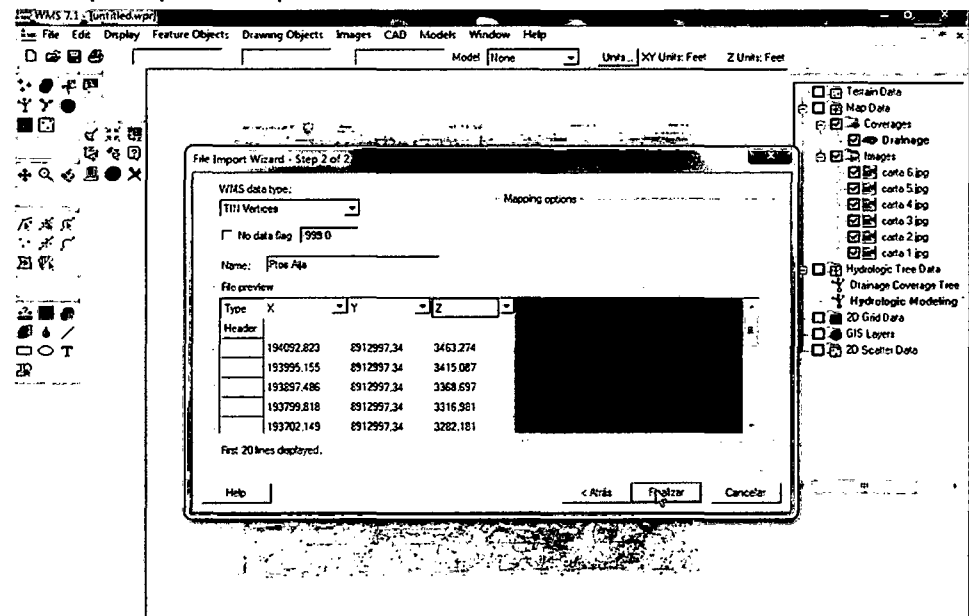 WMS 7.1 - [untitled.wpr]
File Edit Display Feature Objects Drawing Objects Images CAD Models Window Help
Model None Units... XY Units: Feet Z Units: Feet
Terrain Data
Map Data
Coverages
Drainage
Images
carta 6.jpg
carta 5.jpg
carta 4.jpg
carta 3.jpg
carta 2.jpg
carta 1.jpg
Hydrologic Tree Data
Drainage Coverage Tree
Hydrologic Modeling
2D Grid Data
GIS Layers
2D Scatter Data
File Import Wizard - Step 2 of 2
WMS data type:
TIN Vertices
Mapping options
No data flag 999.0
Name: Ptos Aija
File preview
Type X Y Z
Header
194092,823 8912997,34 3463,274
193995,155 8912997,34 3415,087
193897,486 8912997,34 3368,697
193799,818 8912997,34 3316,981
193702,149 8912997,34 3282,181
First 20 lines displayed.
Help < Atrás Finalizar Cancelar